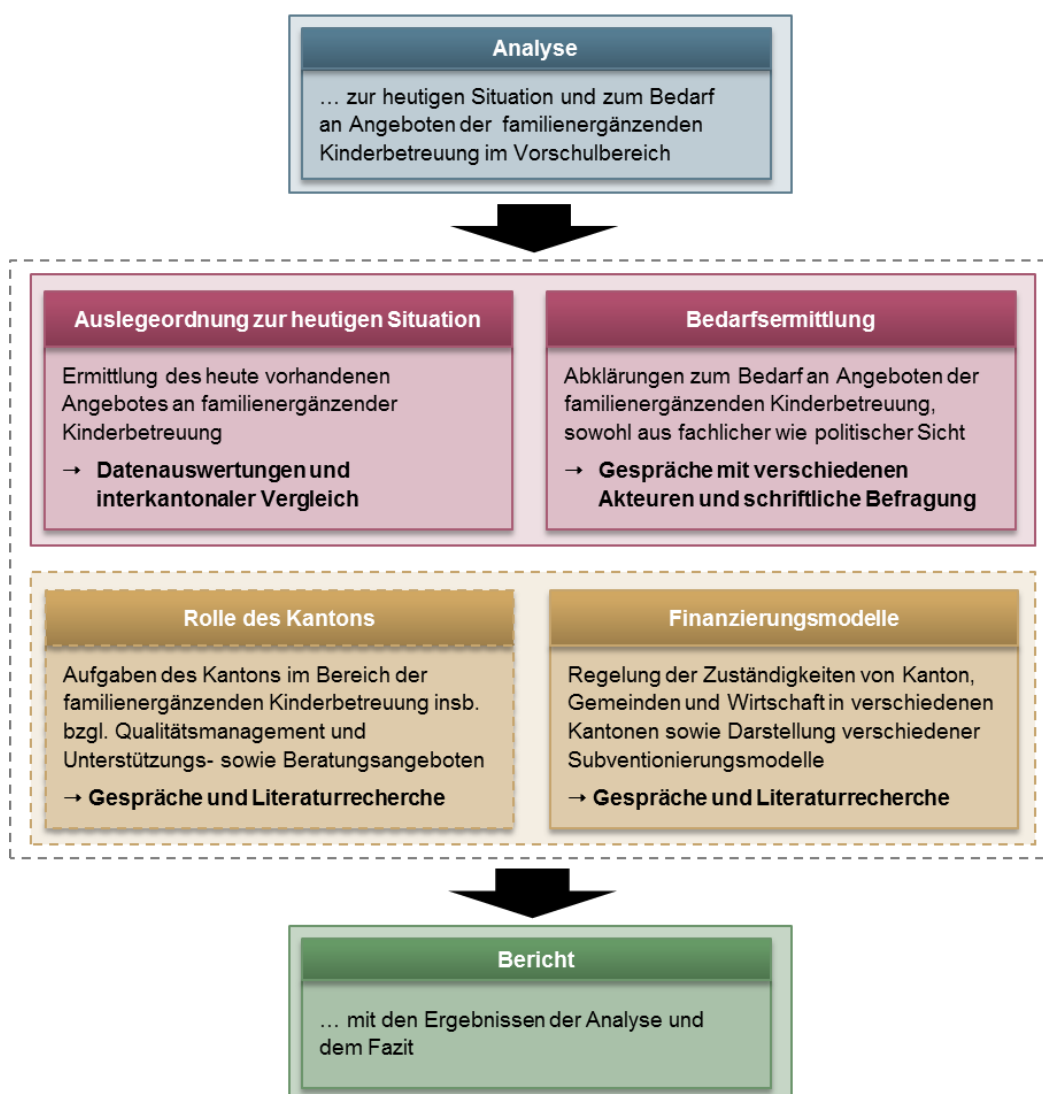 Analyse
… zur heutigen Situation und zum Bedarf
an Angeboten der familienergänzenden
Kinderbetreuung im Vorschulbereich
Auslegeordnung zur heutigen Situation
Ermittlung des heute vorhandenen
Angebotes an familienergänzender
Kinderbetreuung
→ Datenauswertungen und
interkantonaler Vergleich
Bedarfsermittlung
Abklärungen zum Bedarf an Angeboten der
familienergänzenden Kinderbetreuung,
sowohl aus fachlicher wie politischer Sicht
→ Gespräche mit verschiedenen
Akteuren und schriftliche Befragung
Rolle des Kantons
Aufgaben des Kantons im Bereich der
familienergänzenden Kinderbetreuung insb.
bzgl. Qualitätsmanagement und
Unterstützungs- sowie Beratungsangeboten
→ Gespräche und Literaturrecherche
Finanzierungsmodelle
Regelung der Zuständigkeiten von Kanton,
Gemeinden und Wirtschaft in verschiedenen
Kantonen sowie Darstellung verschiedener
Subventionierungsmodelle
→ Gespräche und Literaturrecherche
Bericht
… mit den Ergebnissen der Analyse und
dem Fazit